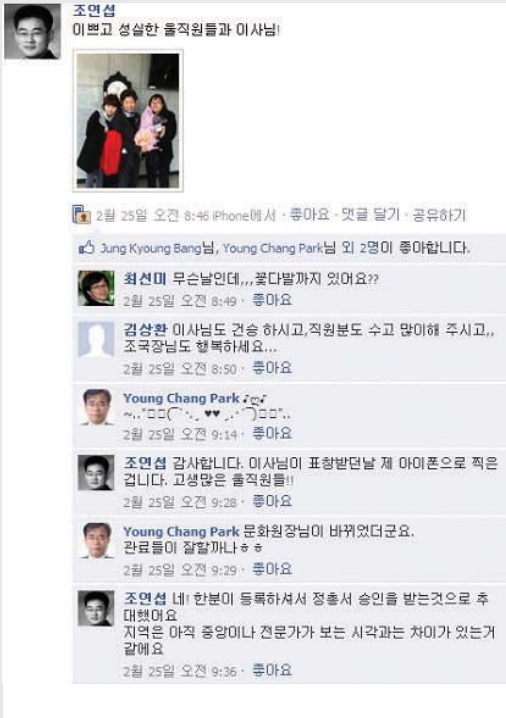 조연섭
이쁘고 성실한 울직원들과 이사님!
2월 25일 오전 8:46 iPhone에서 · 좋아요 · 댓글 달기 · 공유하기
Jung Kyoung Bang님, Young Chang Park님 외 2명이 좋아합니다.
최선미 무슨날인데,,,꽃다발까지 있어요??
2월 25일 오전 8:49 · 좋아요
김상환 이사님도 건승 하시고,직원분도 수고 많이해 주시고,,
조국장님도 행복하세요...
2월 25일 오전 8:50 · 좋아요
Young Chang Park ♪ღ♪
~..*□□(¯`·.¸ ♥♥ ¸.·´¯)□□*..
2월 25일 오전 9:14 · 좋아요
조연섭 감사합니다. 이사님이 표창받던날 제 아이폰으로 찍은
겁니다. 고생많은 울직원들!!
2월 25일 오전 9:28 · 좋아요
Young Chang Park 문화원장님이 바뀌었더군요.
관료들이 잘할까나ㅎㅎ
2월 25일 오전 9:29 · 좋아요
조연섭 네! 한분이 등록하셔서 정총서 승인을 받는것으로 추
대했어요
지역은 아직 중앙이나 전문가가 보는 시각과는 차이가 있는거
같에요
2월 25일 오전 9:36 · 좋아요